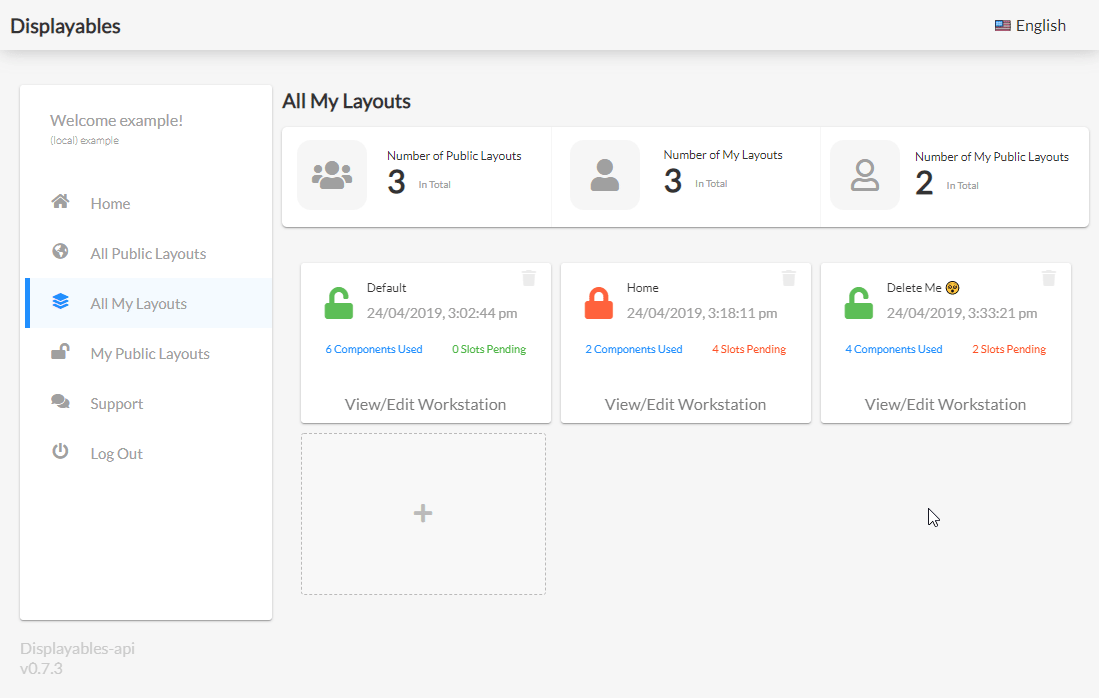 Displayables
English
Welcome example!
(local) example
Home
All Public Layouts
All My Layouts
My Public Layouts
Support
Log Out
Displayables-api
v0.7.3
All My Layouts
Number of Public Layouts
3 In Total
Number of My Layouts
3 In Total
Number of My Public Layouts
2 In Total
Default
24/04/2019, 3:02:44 pm
6 Components Used 0 Slots Pending
View/Edit Workstation
Home
24/04/2019, 3:18:11 pm
2 Components Used 4 Slots Pending
View/Edit Workstation
Delete Me 😵
24/04/2019, 3:33:21 pm
4 Components Used 2 Slots Pending
View/Edit Workstation